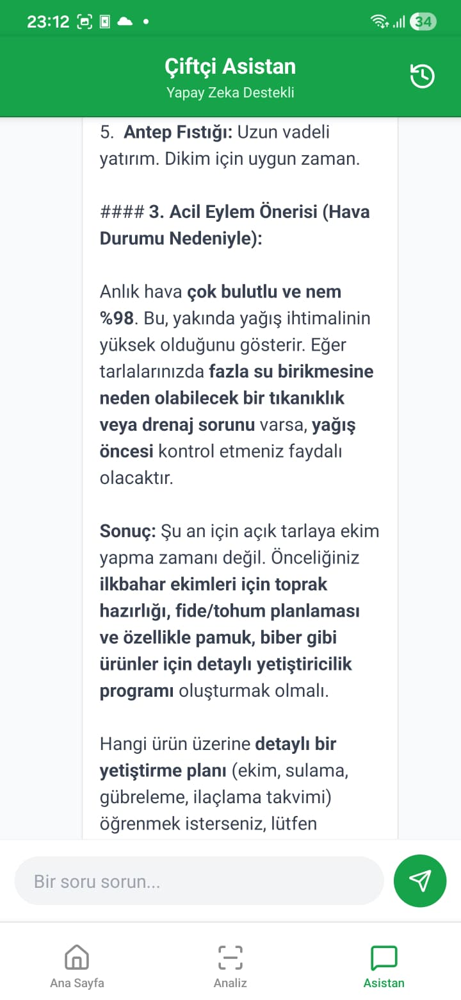 23:12
34
Çiftçi Asistan
Yapay Zeka Destekli
5. Antep Fıstığı: Uzun vadeli
yatırım. Dikim için uygun zaman.
#### 3. Acil Eylem Önerisi (Hava
Durumu Nedeniyle):
Anlık hava çok bulutlu ve nem
%98. Bu, yakında yağış ihtimalinin
yüksek olduğunu gösterir. Eğer
tarlalarınızda fazla su birikmesine
neden olabilecek bir tıkanıklık
veya drenaj sorunu varsa, yağış
öncesi kontrol etmeniz faydalı
olacaktır.
Sonuç: Şu an için açık tarlaya ekim
yapma zamanı değil. Önceliğiniz
ilkbahar ekimleri için toprak
hazırlığı, fide/tohum planlaması
ve özellikle pamuk, biber gibi
ürünler için detaylı yetiştiricilik
programı oluşturmak olmalı.
Hangi ürün üzerine detaylı bir
yetiştirme planı (ekim, sulama,
gübreleme, ilaçlama takvimi)
öğrenmek isterseniz, lütfen
Bir soru sorun...
Ana Sayfa
Analiz
Asistan